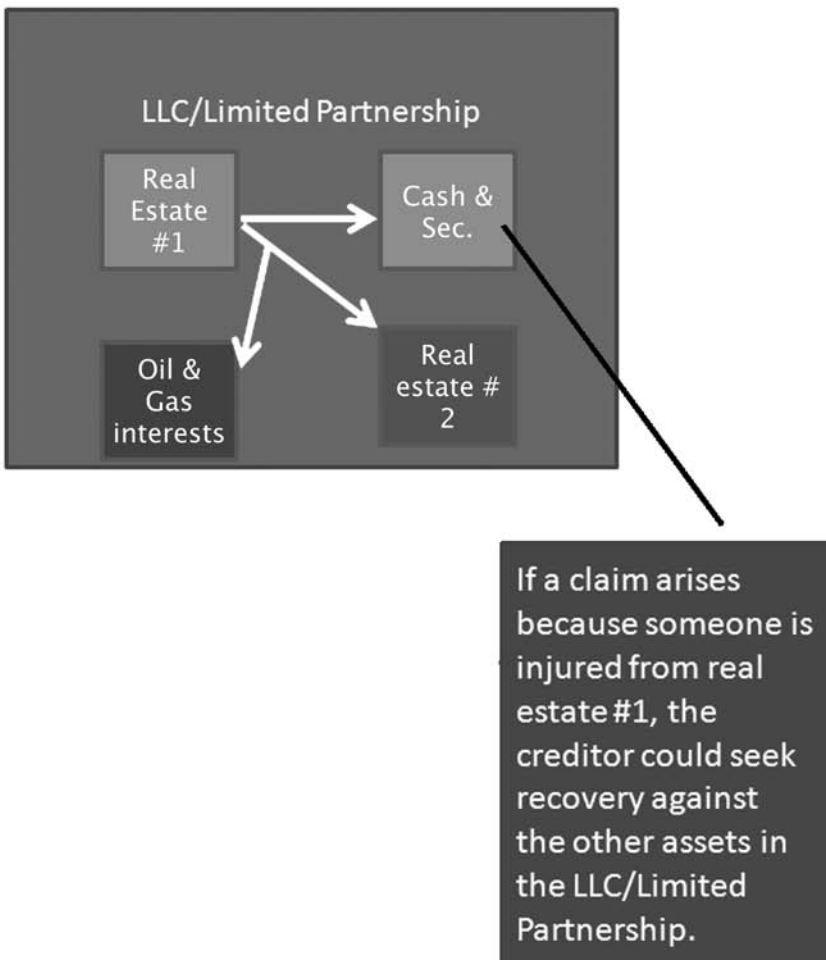 LLC/Limited Partnership
Real
Estate
#1
Cash &
Sec.
Oil &
Gas
interests
Real
estate #
2
If a claim arises
because someone is
injured from real
estate #1, the
creditor could seek
recovery against
the other assets in
the LLC/Limited
Partnership.